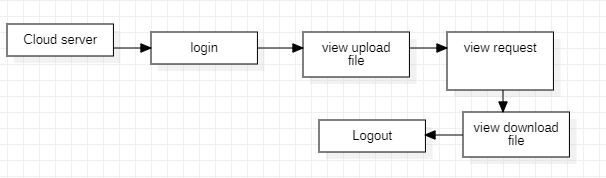 Cloud server
login
view upload
file
view request
view download
file
Logout